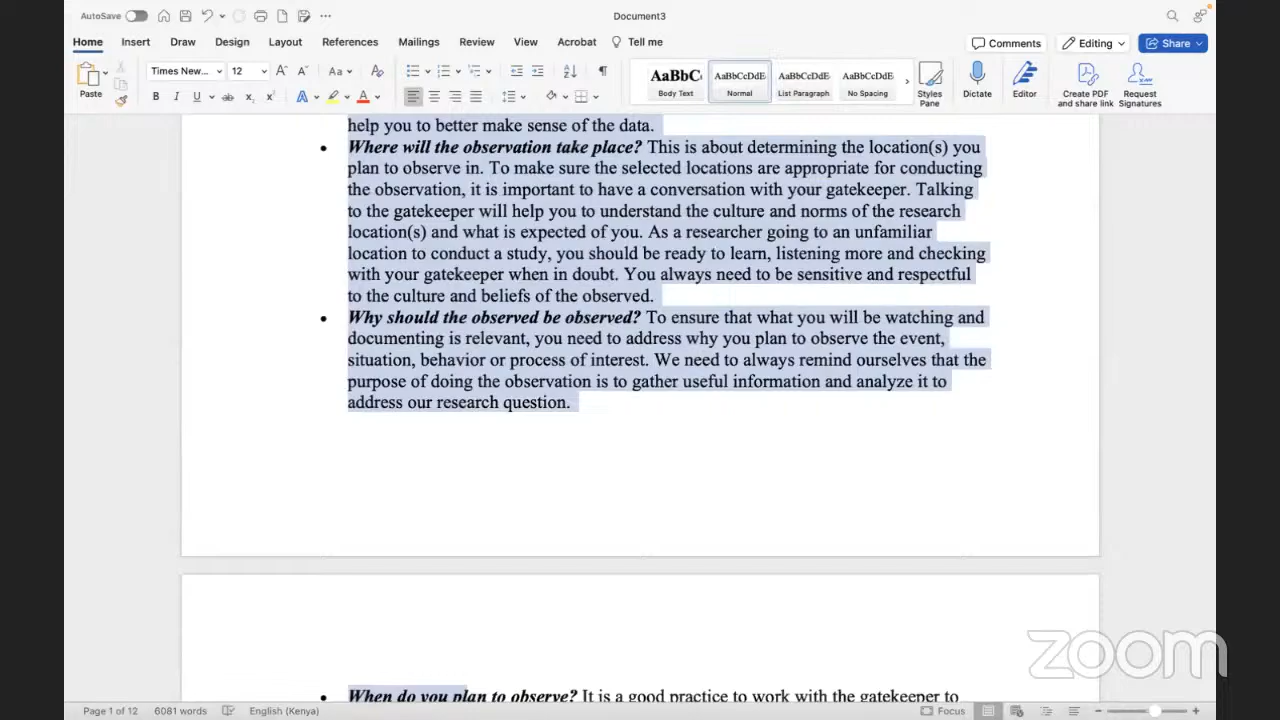 AutoSave
Document3
Home Insert Draw Design Layout References Mailings Review View Acrobat Tell me
Comments Editing Share
Paste
Times New... 12
AaBbC AaBbCcDdE AaBbCcDdE AaBbCcDdE
Body Text Normal List Paragraph No Spacing
Styles Pane
Dictate
Editor
Create PDF and share link
Request Signatures
help you to better make sense of the data.
• Where will the observation take place? This is about determining the location(s) you
plan to observe in. To make sure the selected locations are appropriate for conducting
the observation, it is important to have a conversation with your gatekeeper. Talking
to the gatekeeper will help you to understand the culture and norms of the research
location(s) and what is expected of you. As a researcher going to an unfamiliar
location to conduct a study, you should be ready to learn, listening more and checking
with your gatekeeper when in doubt. You always need to be sensitive and respectful
to the culture and beliefs of the observed.
• Why should the observed be observed? To ensure that what you will be watching and
documenting is relevant, you need to address why you plan to observe the event,
situation, behavior or process of interest. We need to always remind ourselves that the
purpose of doing the observation is to gather useful information and analyze it to
address our research question.
• When do you plan to observe? It is a good practice to work with the gatekeeper to
zoom
Page 1 of 12 6081 words English (Kenya) Focus